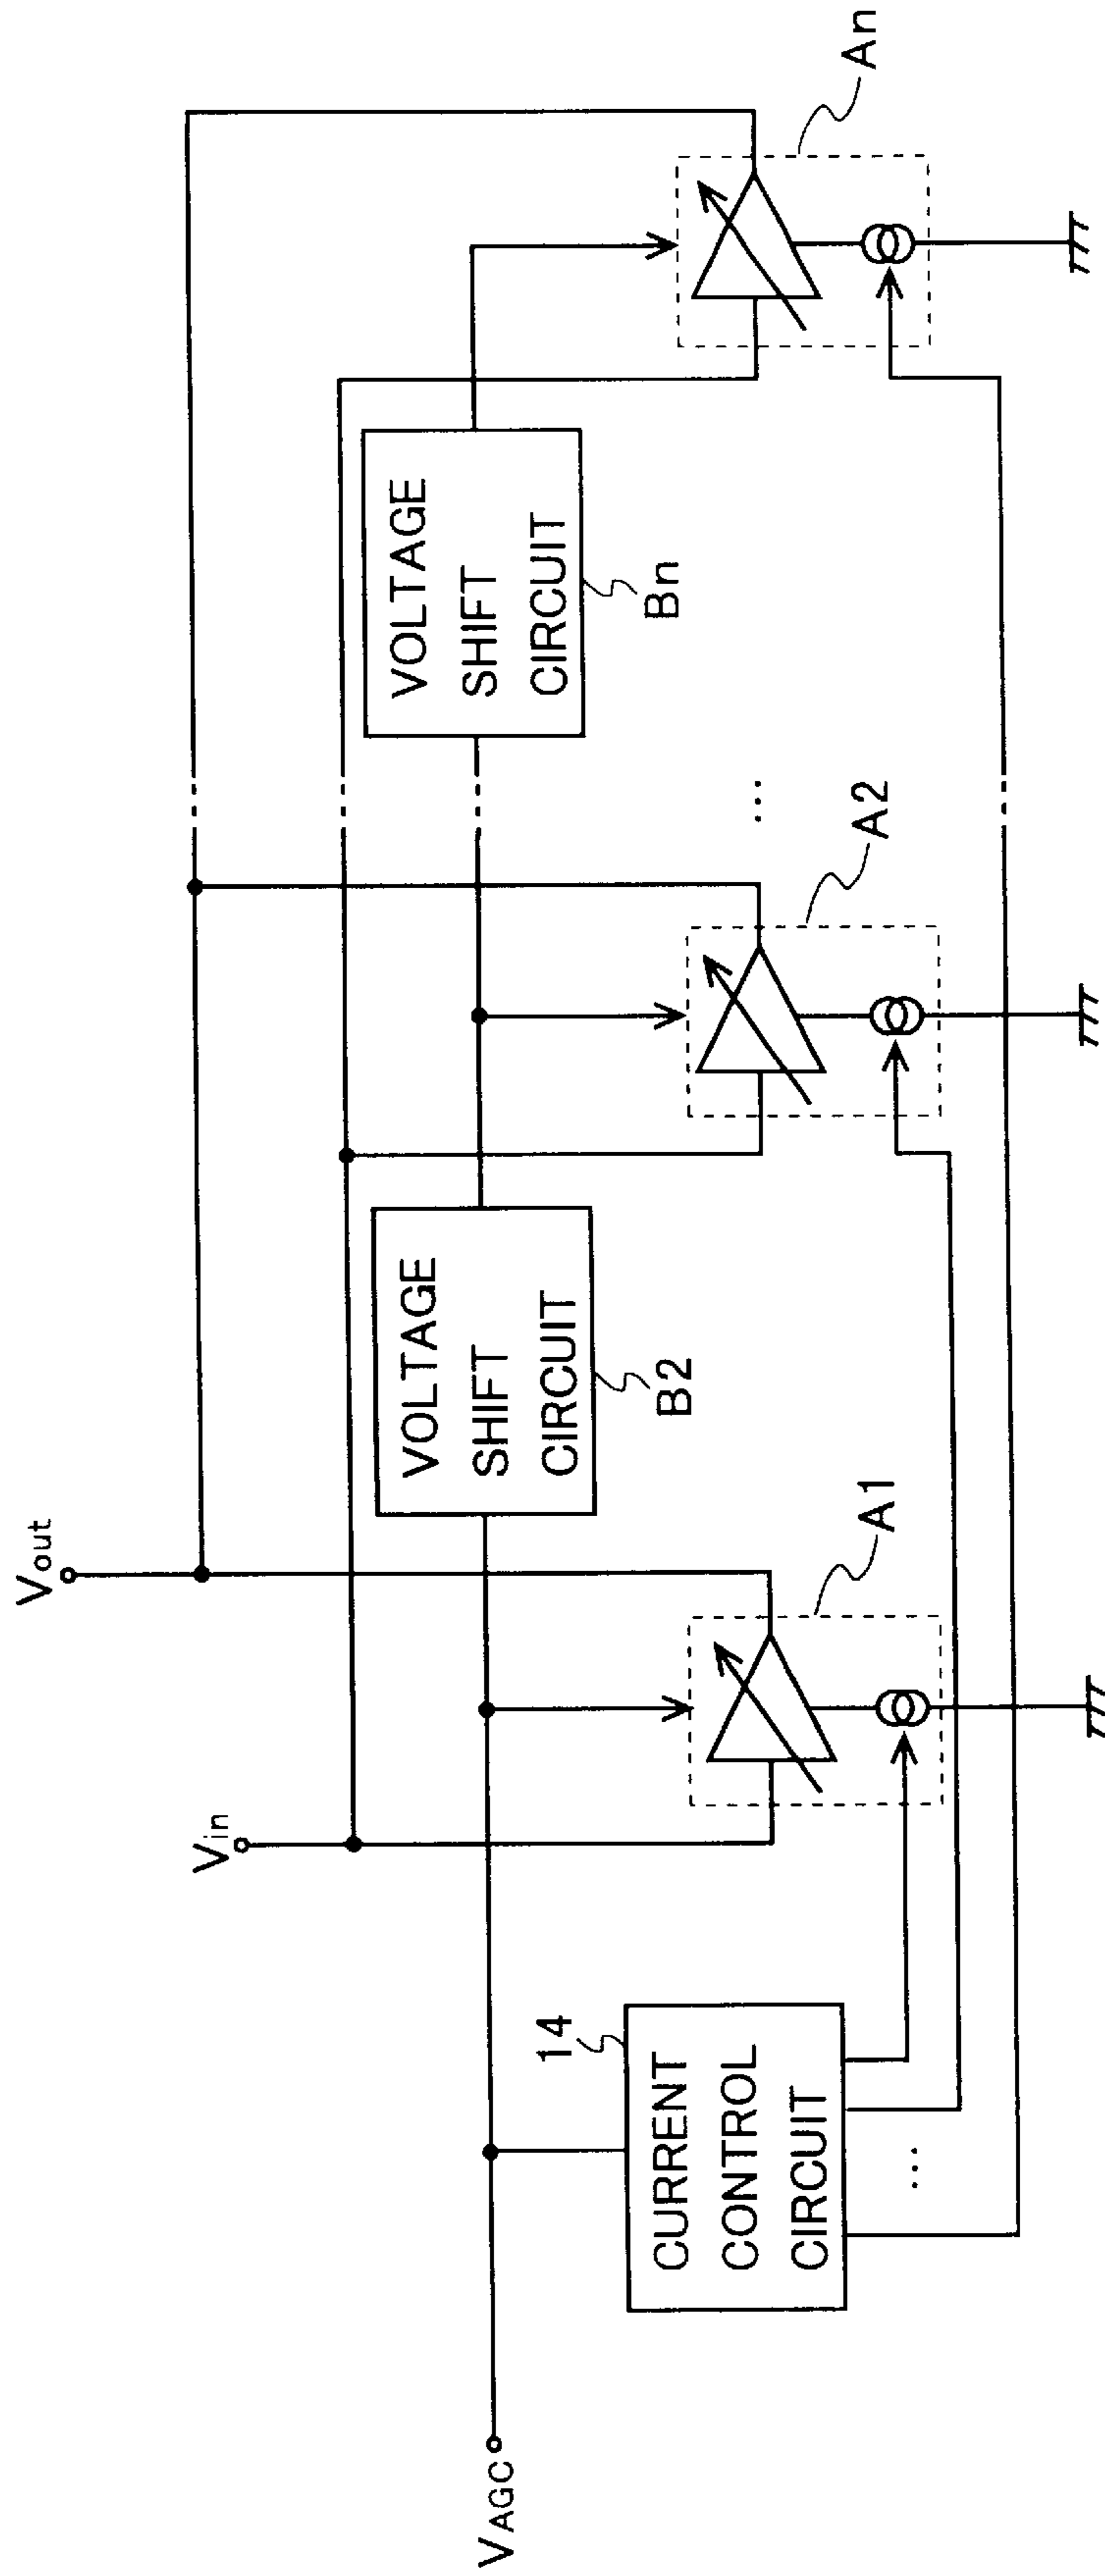 Vout
Vin
VAGC
14
CURRENT
CONTROL
CIRCUIT
...
A1
VOLTAGE
SHIFT
CIRCUIT
B2
A2
...
VOLTAGE
SHIFT
CIRCUIT
Bn
An